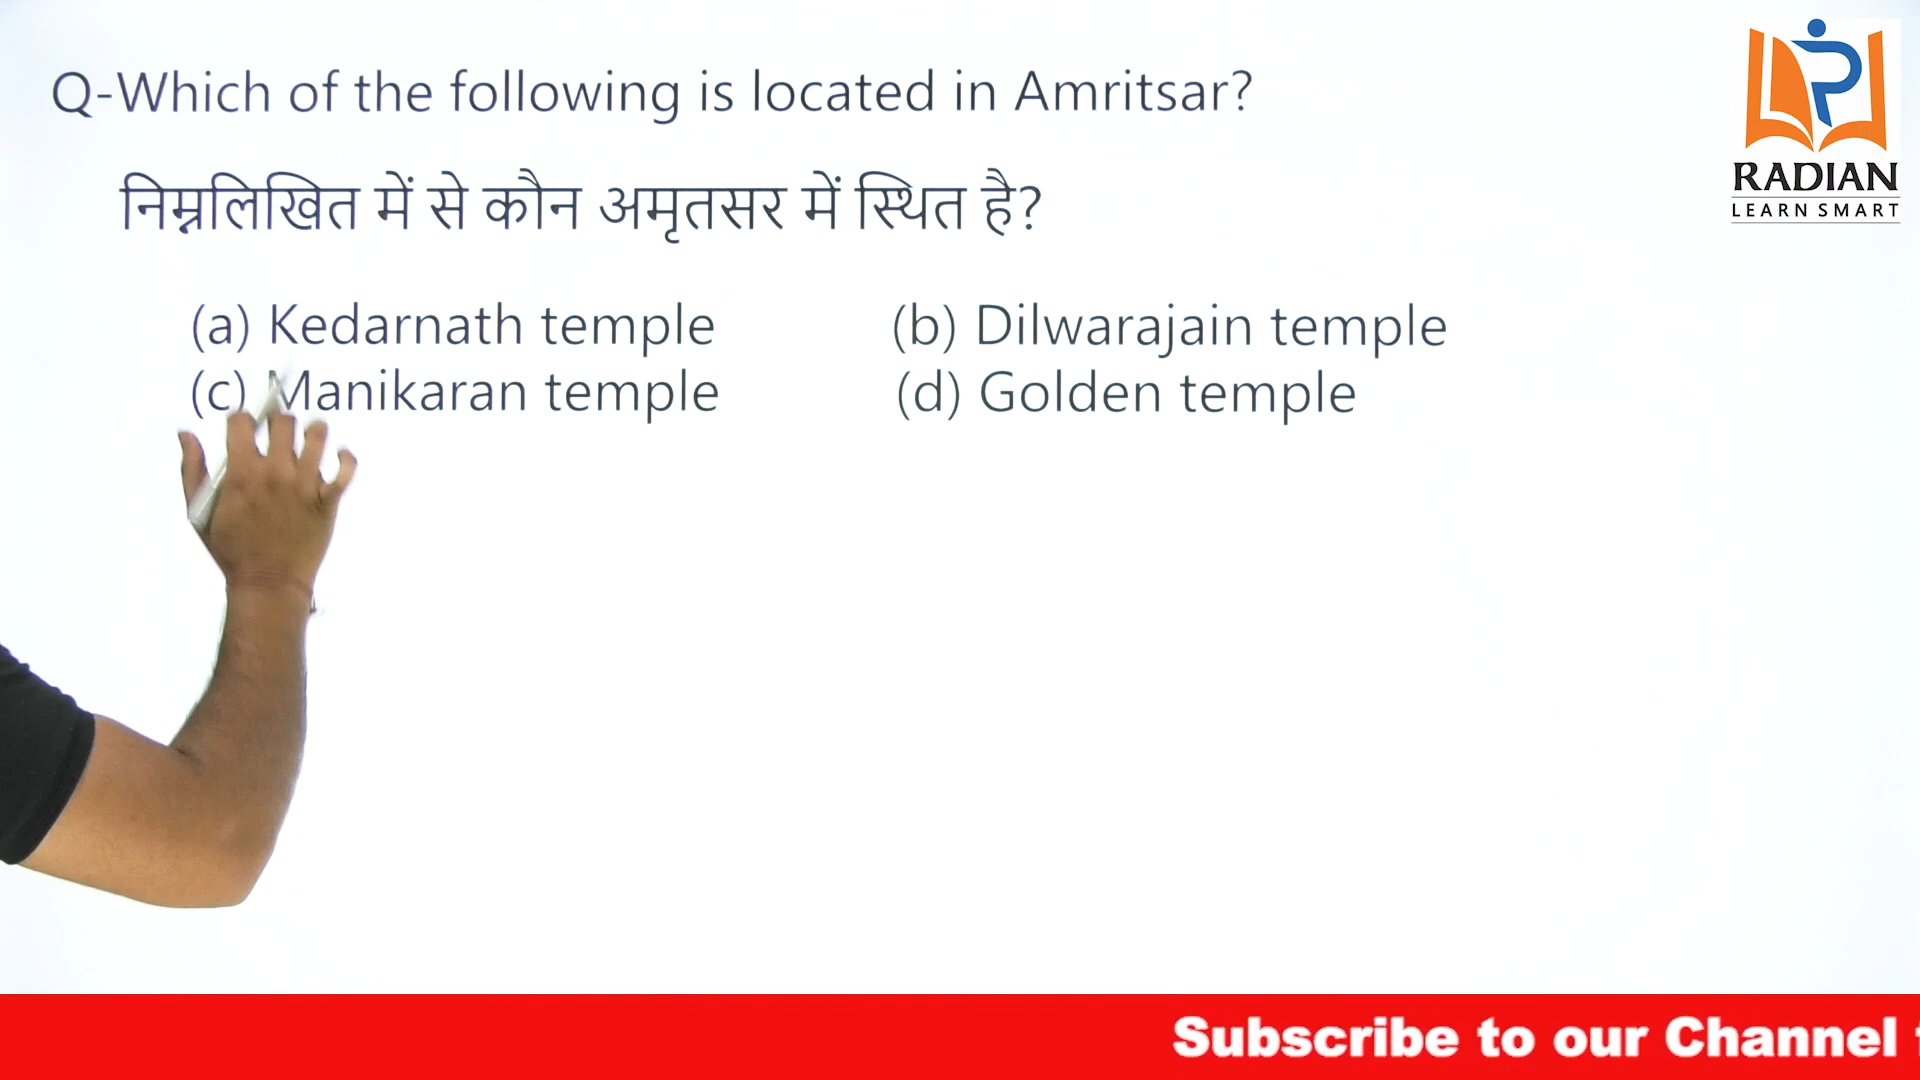 Q-Which of the following is located in Amritsar?
RADIAN
LEARN SMART
निम्नलिखित में से कौन अमृतसर में स्थित है?
(a) Kedarnath temple (b) Dilwarajain temple
(c) Manikaran temple (d) Golden temple
Subscribe to our Channel